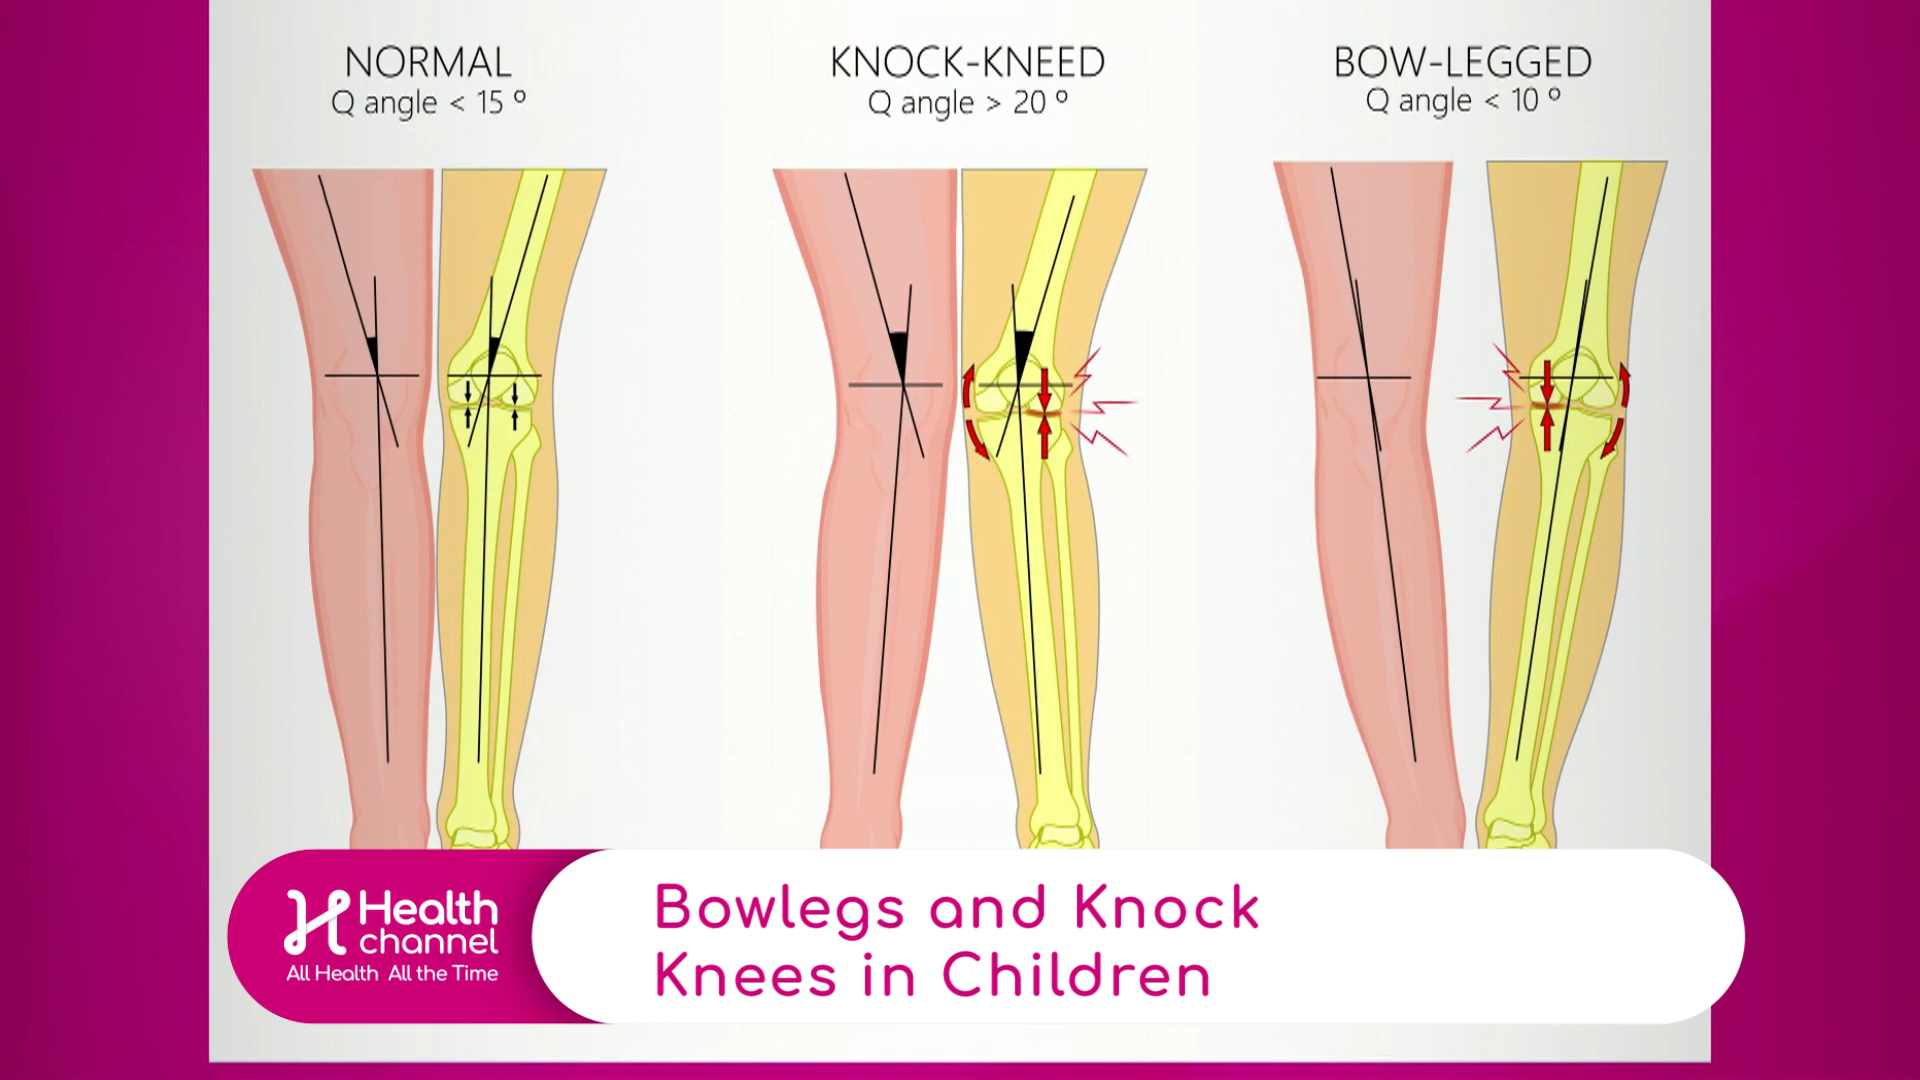 NORMAL
Q angle < 15 º
KNOCK-KNEED
Q angle > 20 º
BOW-LEGGED
Q angle < 10 º
Health
channel
All Health All the Time
Bowlegs and Knock
Knees in Children